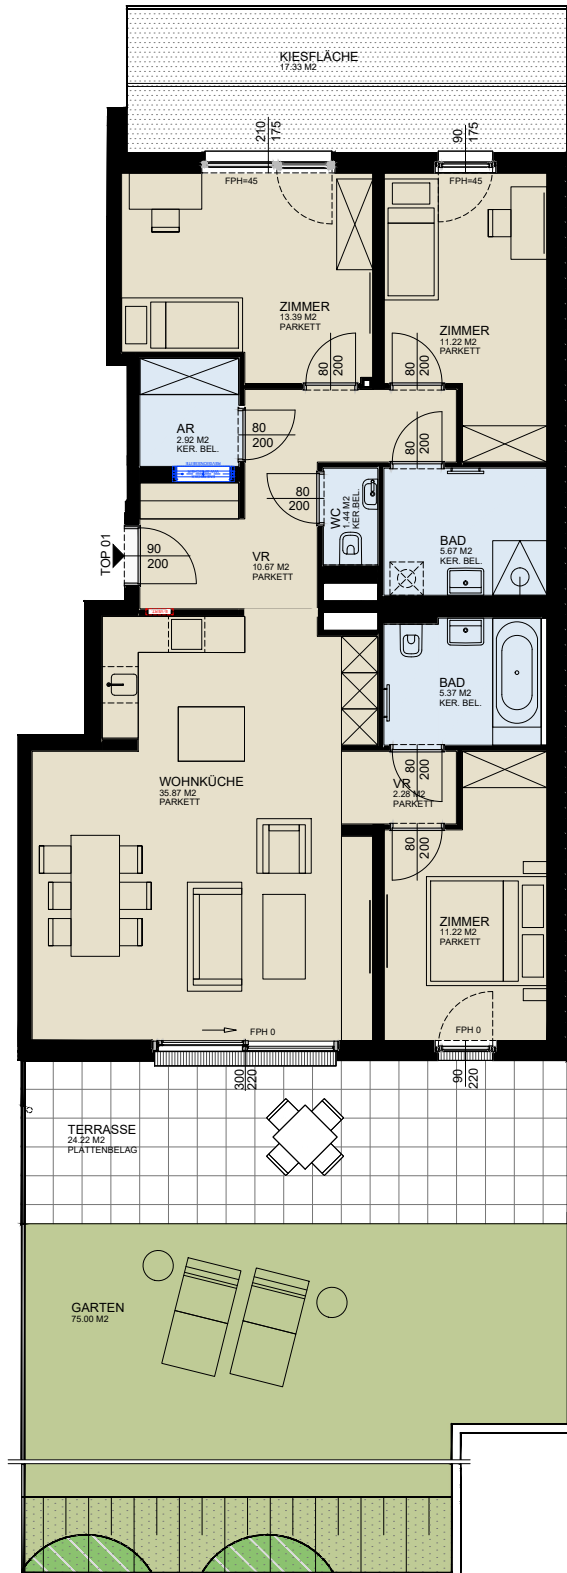 KIESFLÄCHE
17.33 M2
210
175
90
175
FPH=45
FPH=45
ZIMMER
13.39 M2
PARKETT
ZIMMER
11.22 M2
PARKETT
80
200
80
200
AR
2.92 M2
KER. BEL.
80
200
80
200
80
200
WC
1.44 M2
KER.BEL.
BAD
5.67 M2
KER. BEL.
TOP 01
90
200
VR
10.67 M2
PARKETT
BAD
5.37 M2
KER. BEL.
80
200
WOHNKÜCHE
35.87 M2
PARKETT
VR
2.28 M2
PARKETT
80
200
ZIMMER
11.22 M2
PARKETT
FPH 0
FPH 0
300
220
90
220
TERRASSE
24.22 M2
PLATTENBELAG
GARTEN
75.00 M2